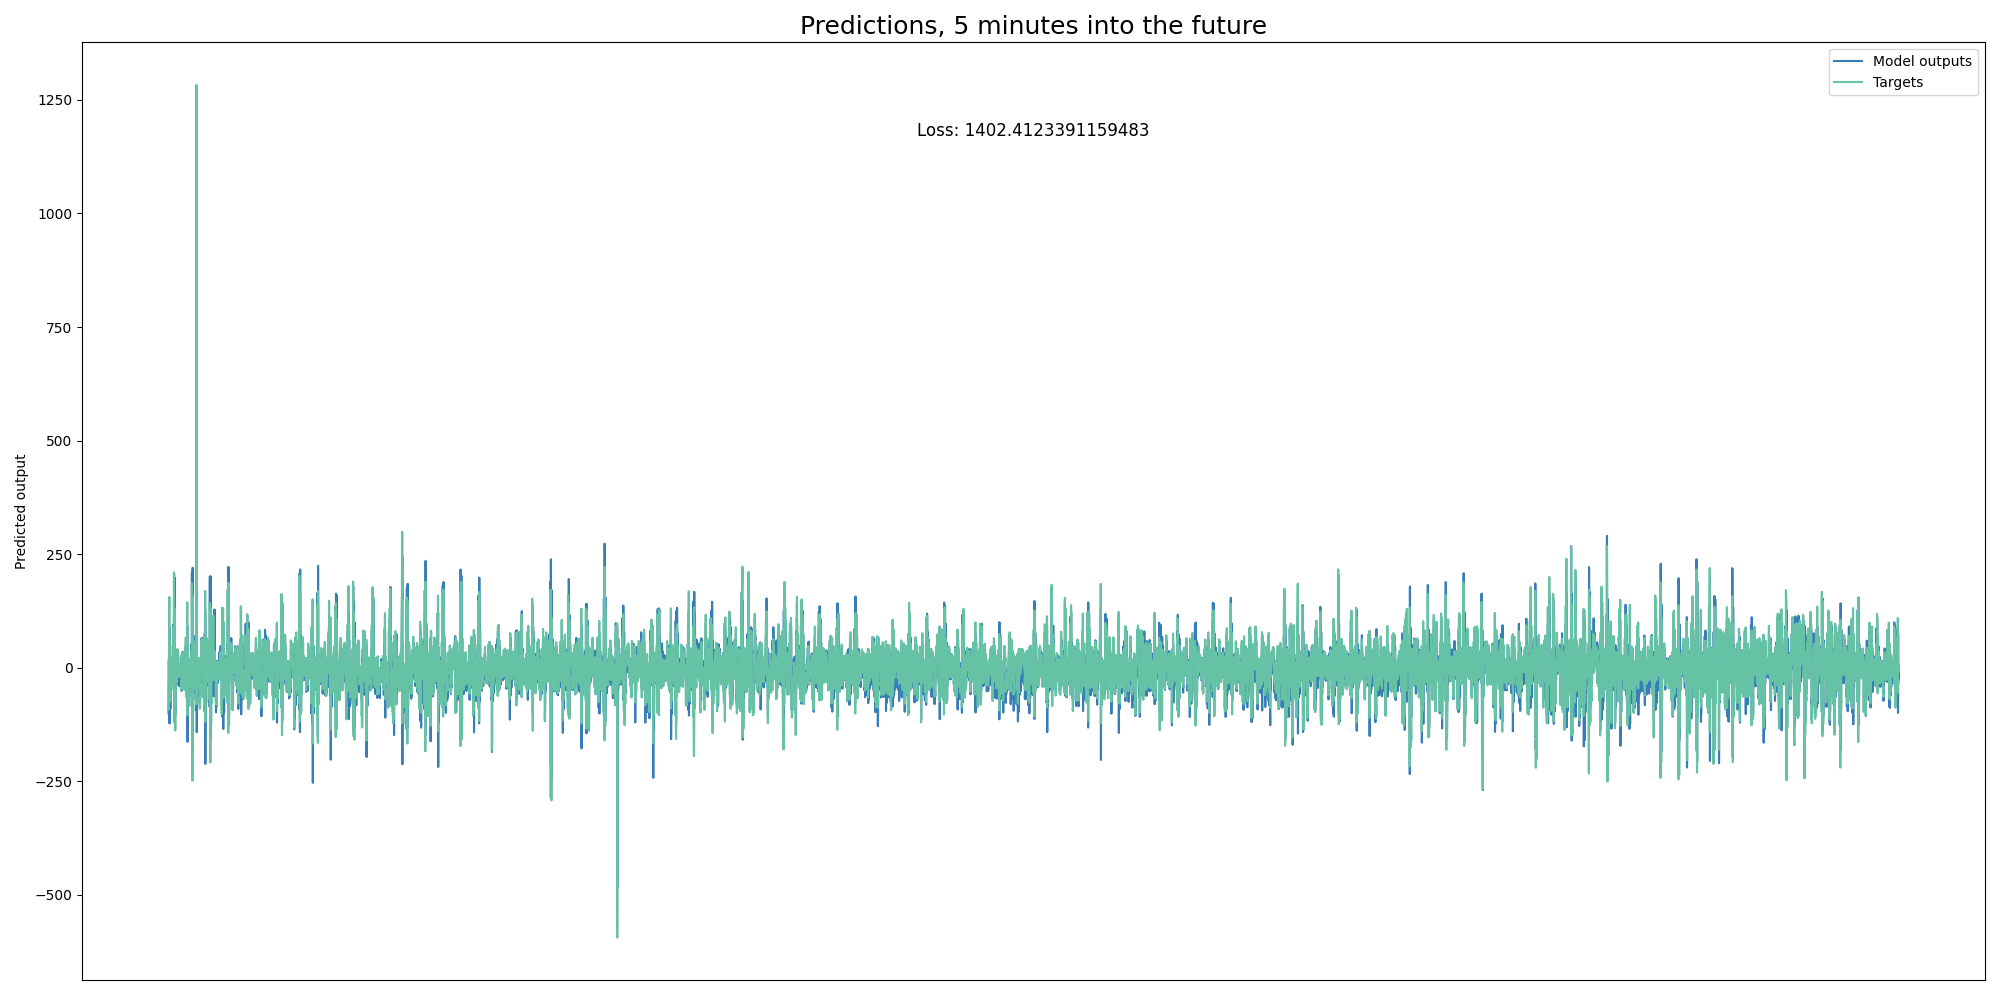 Predictions, 5 minutes into the future
Model outputs
Targets
Loss: 1402.4123391159483
Predicted output
1250
1000
750
500
250
0
−250
−500